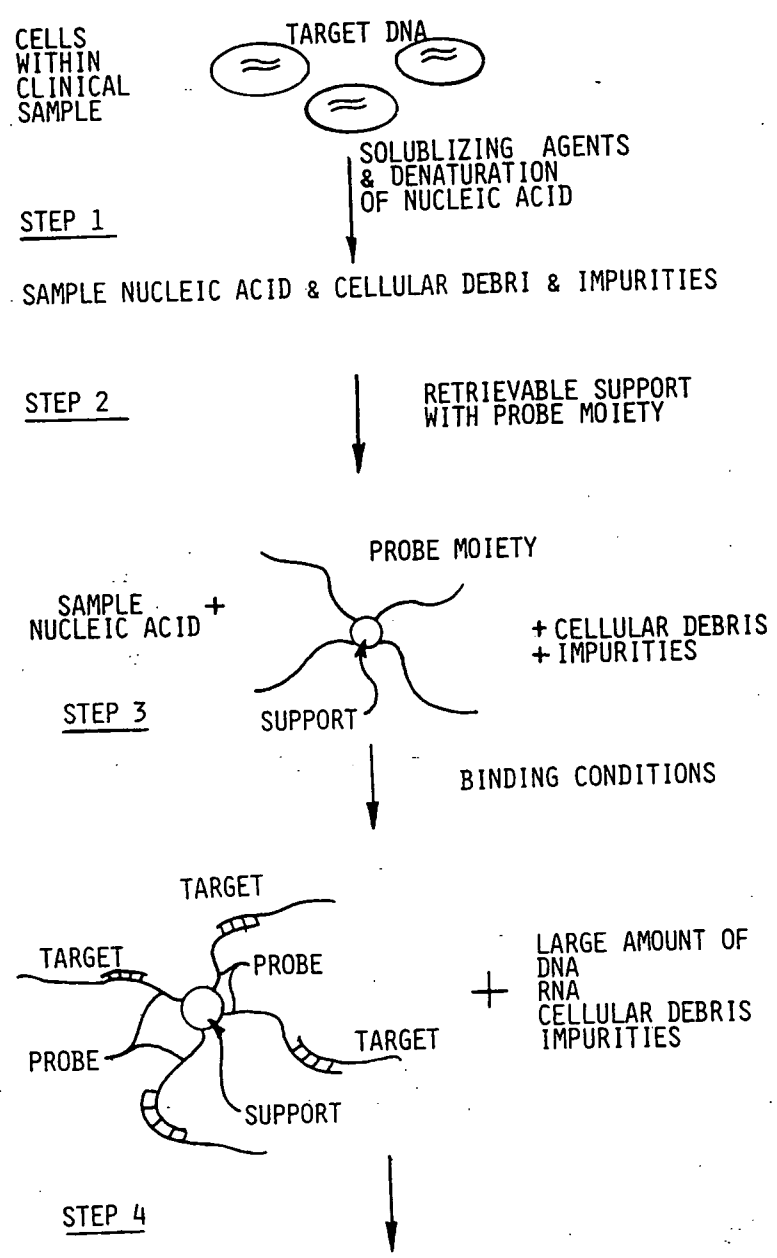 CELLS
WITHIN
CLINICAL
SAMPLE
TARGET DNA
SOLUBLIZING AGENTS
& DENATURATION
OF NUCLEIC ACID
STEP 1
SAMPLE NUCLEIC ACID & CELLULAR DEBRI & IMPURITIES
STEP 2
RETRIEVABLE SUPPORT
WITH PROBE MOIETY
PROBE MOIETY
SAMPLE
NUCLEIC ACID
+
+ CELLULAR DEBRIS
+ IMPURITIES
SUPPORT
STEP 3
BINDING CONDITIONS
TARGET
TARGET
PROBE
+
LARGE AMOUNT OF
DNA
RNA
CELLULAR DEBRIS
IMPURITIES
TARGET
PROBE
SUPPORT
STEP 4